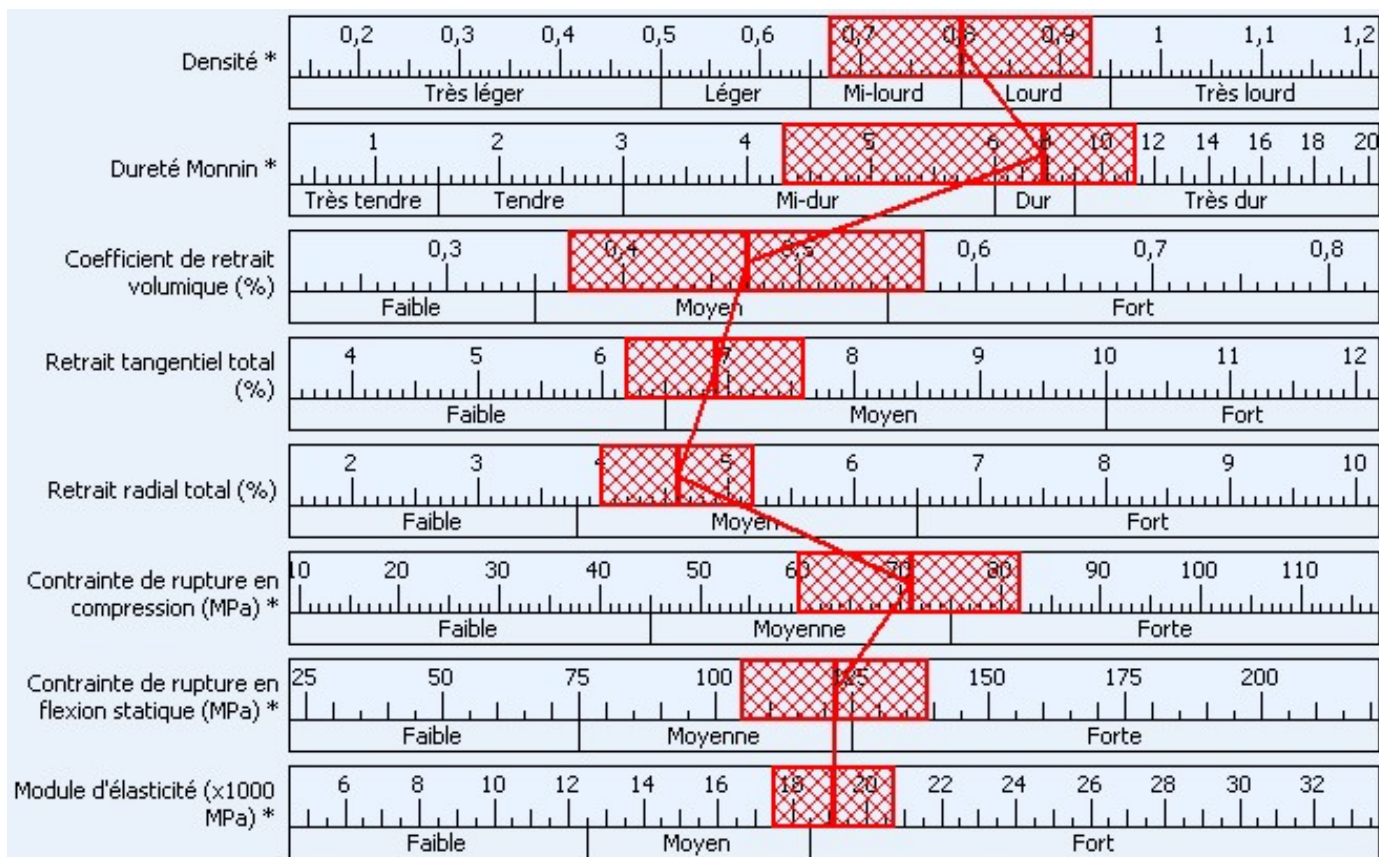 0,2 0,3 0,4 0,5 0,6 0,7 0,8 0,9 1 1,1 1,2
Densité *
Très léger Léger Mi-lourd Lourd Très lourd
1 2 3 4 5 6 8 10 12 14 16 18 20
Dureté Monnin *
Très tendre Tendre Mi-dur Dur Très dur
0,3 0,4 0,5 0,6 0,7 0,8
Coefficient de retrait
volumique (%)
Faible Moyen Fort
4 5 6 7 8 9 10 11 12
Retrait tangentiel total
(%)
Faible Moyen Fort
2 3 4 5 6 7 8 9 10
Retrait radial total (%)
Faible Moyen Fort
10 20 30 40 50 60 70 80 90 100 110
Contrainte de rupture en
compression (MPa) *
Faible Moyenne Forte
25 50 75 100 125 150 175 200
Contrainte de rupture en
flexion statique (MPa) *
Faible Moyenne Forte
6 8 10 12 14 16 18 20 22 24 26 28 30 32
Module d'élasticité (x1000
MPa) *
Faible Moyen Fort